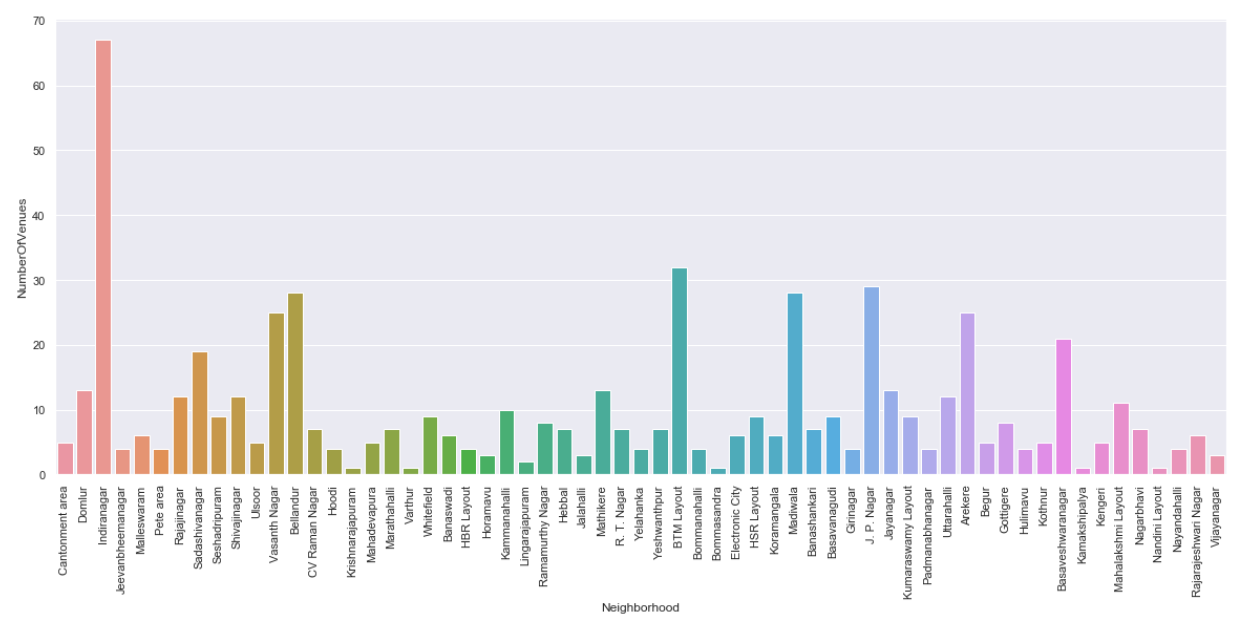 70
60
50
40
30
20
10
0
NumberOfVenues
Cantonment area
Domlur
Indiranagar
Jeevanbheemanagar
Malleswaram
Pete area
Rajajinagar
Sadashivanagar
Seshadripuram
Shivajinagar
Ulsoor
Vasanth Nagar
Bellandur
CV Raman Nagar
Hoodi
Krishnarajapuram
Mahadevapura
Marathahalli
Varthur
Whitefield
Banaswadi
HBR Layout
Horamavu
Kammanahalli
Lingarajapuram
Ramamurthy Nagar
Hebbal
Jalahalli
Mathikere
R. T. Nagar
Yelahanka
Yeshwanthpur
BTM Layout
Bommanahalli
Bommasandra
Electronic City
HSR Layout
Koramangala
Madiwala
Banashankari
Basavanagudi
Girinagar
J. P. Nagar
Jayanagar
Kumaraswamy Layout
Padmanabhanagar
Uttarahalli
Arekere
Begur
Gottigere
Hulimavu
Kothnur
Basaveshwaranagar
Kamakshipalya
Kengeri
Mahalakshmi Layout
Nagarbhavi
Nandini Layout
Nayandahalli
Rajarajeshwari Nagar
Vijayanagar
Neighborhood